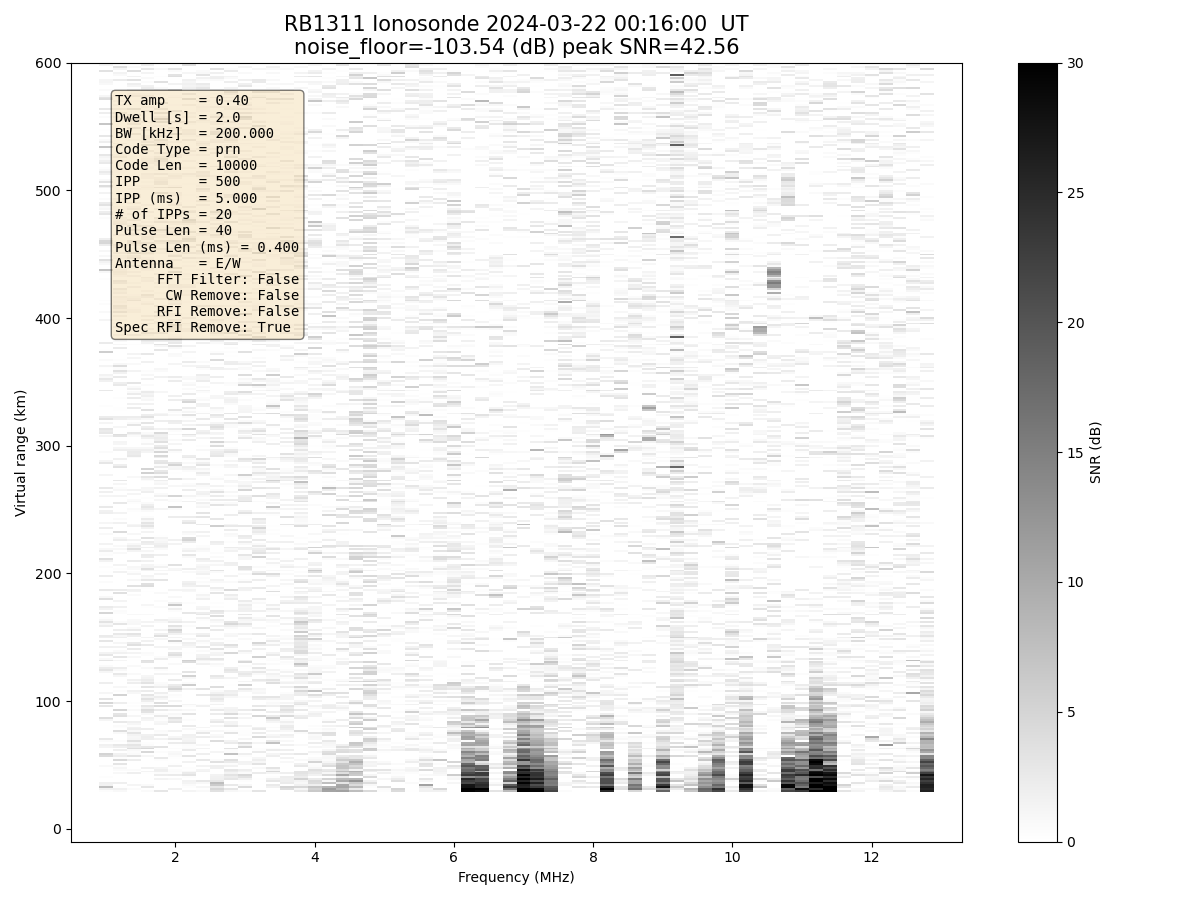 RB1311 Ionosonde 2024-03-22 00:16:00  UT
noise_floor=-103.54 (dB) peak SNR=42.56
TX amp    = 0.40
Dwell [s] = 2.0
BW [kHz]  = 200.000
Code Type = prn
Code Len  = 10000
IPP       = 500
IPP (ms)  = 5.000
# of IPPs = 20
Pulse Len = 40
Pulse Len (ms) = 0.400
Antenna   = E/W
FFT Filter: False
CW Remove: False
RFI Remove: False
Spec RFI Remove: True
600
500
400
300
200
100
0
Virtual range (km)
2
4
6
8
10
12
Frequency (MHz)
30
25
20
15
10
5
0
SNR (dB)